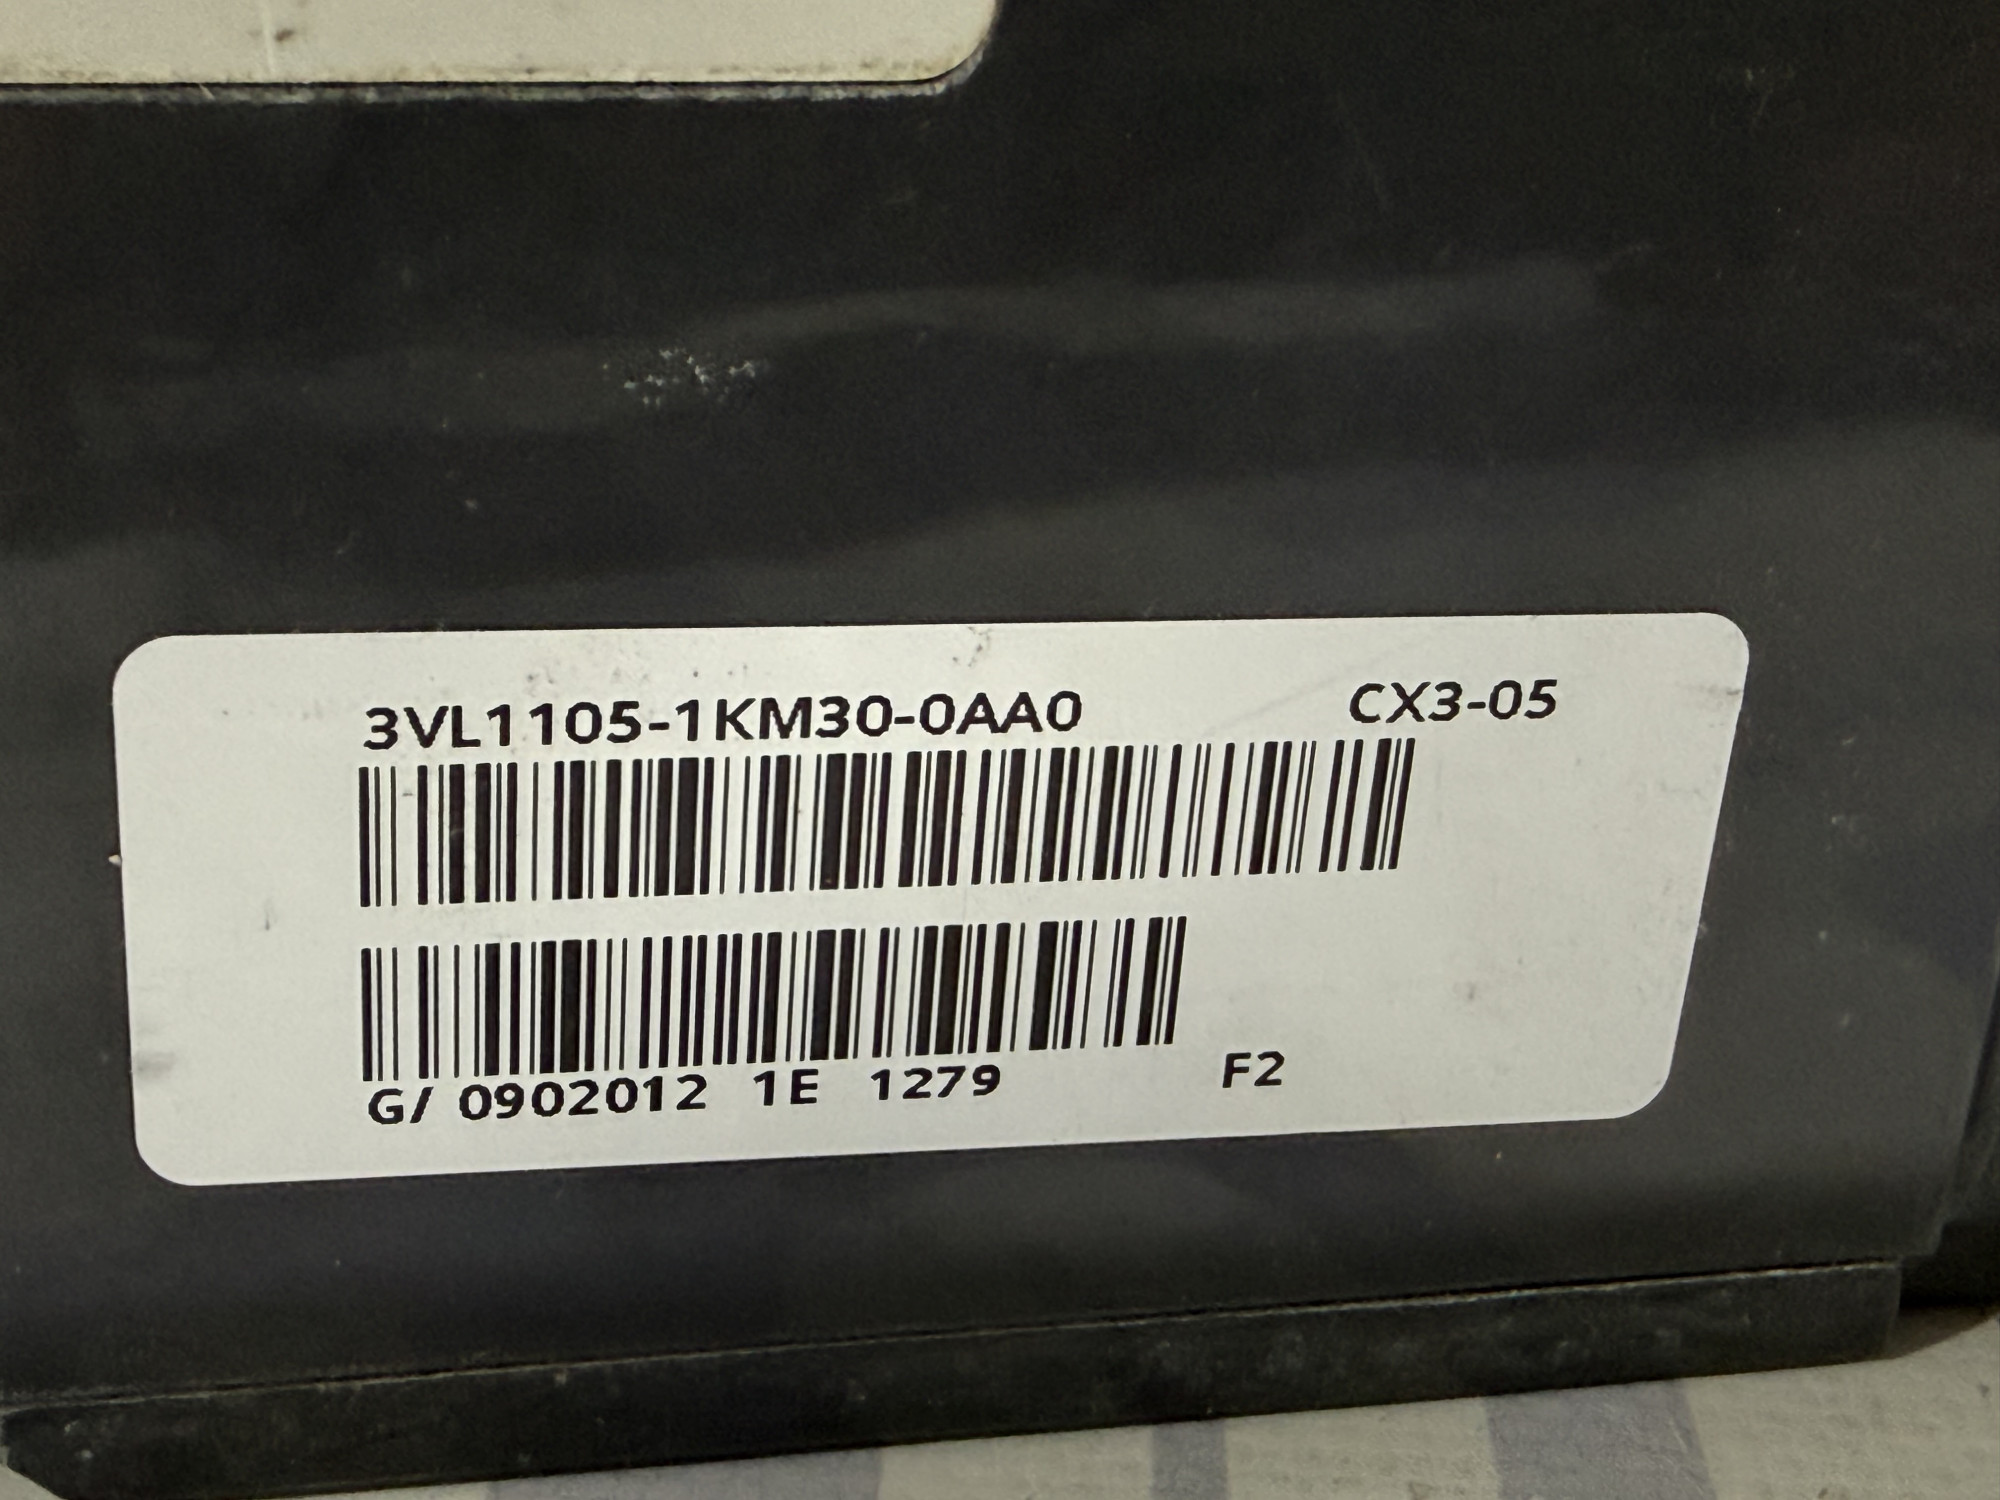 3VL1105-1KM30-0AA0 CX3-05
G/ 0902012 1E 1279 F2